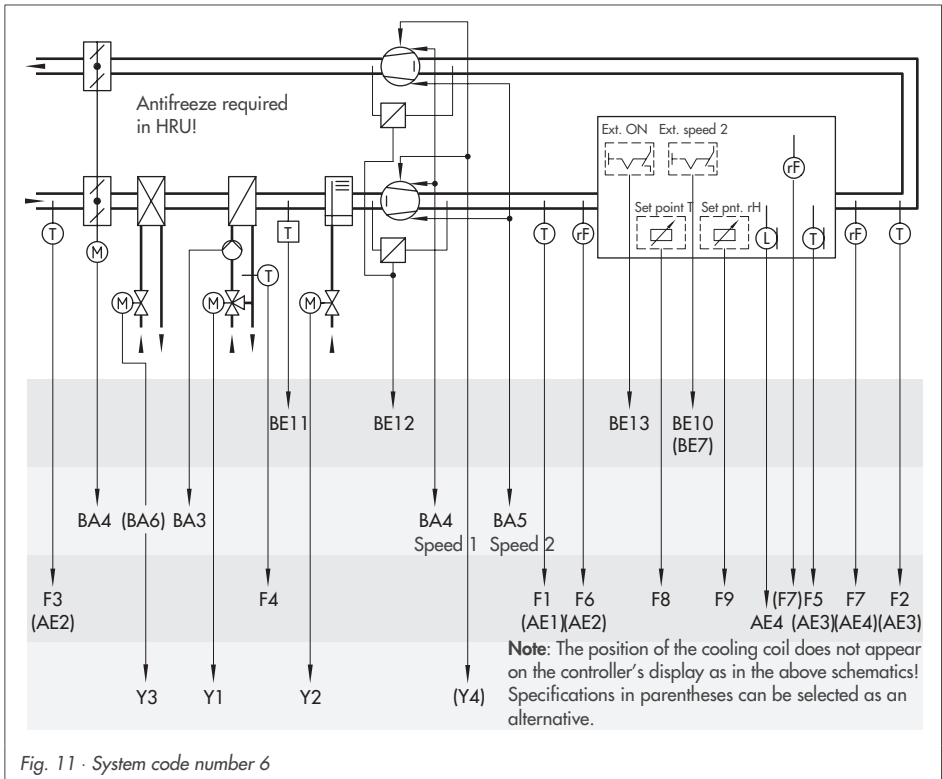 Antifreeze required
in HRU!
Ext. ON Ext. speed 2
rF
Set point T Set pnt. rH
T T rF L T rF T
M T
M M T M
BE11 BE12 BE13 BE10
(BE7)
BA4 (BA6) BA3 BA4 BA5
Speed 1 Speed 2
F3 F4 F1 F6 F8 F9 (F7) F5 F7 F2
(AE2) (AE1) (AE2) AE4 (AE3) (AE4) (AE3)
Note: The position of the cooling coil does not appear
on the controller's display as in the above schematics!
Y3 Y1 Y2 (Y4) Specifications in parentheses can be selected as an
alternative.
Fig. 11 · System code number 6